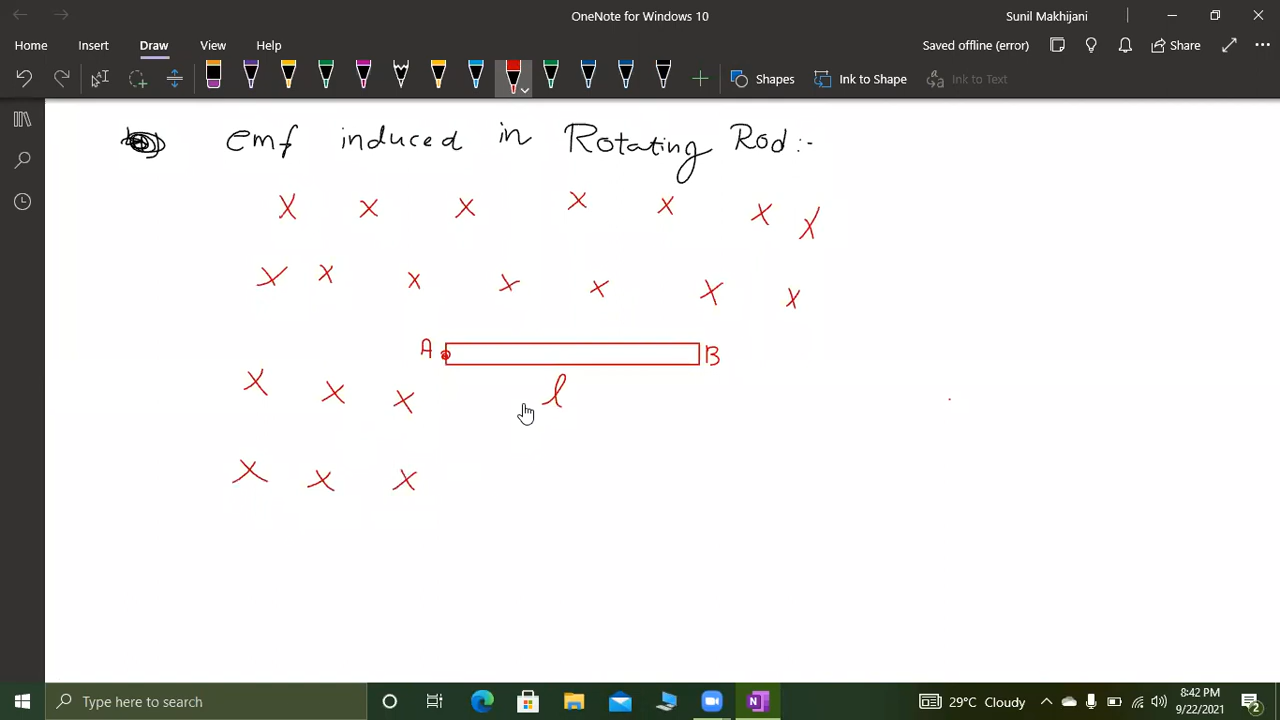 OneNote for Windows 10
Sunil Makhijani
Home Insert Draw View Help
Saved offline (error)
Share
Shapes
Ink to Shape
Ink to Text
emf induced in Rotating Rod:-
X X X X X X X
X X X X X X X
A B
X X X
l
X X X
Type here to search
N
29°C Cloudy
8:42 PM
9/22/2021
2